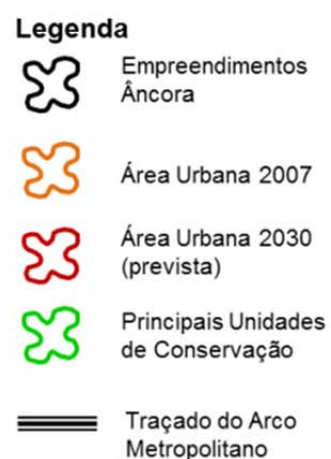 Legenda
Empreendimentos
Âncora
Área Urbana 2007
Área Urbana 2030
(prevista)
Principais Unidades
de Conservação
Traçado do Arco
Metropolitano